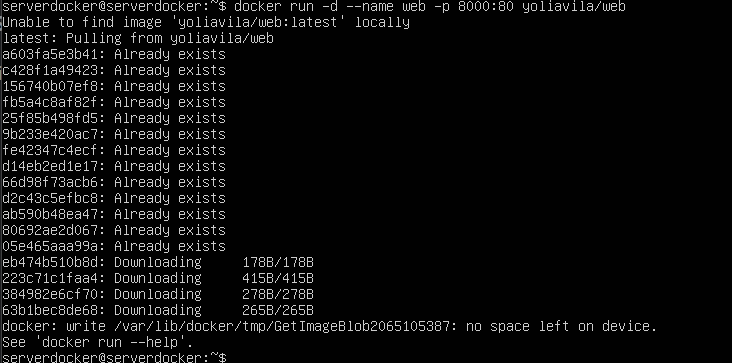 serverdocker@serverdocker:~$ docker run -d --name web -p 8000:80 yoliavila/web
Unable to find image 'yoliavila/web:latest' locally
latest: Pulling from yoliavila/web
a603fa5e3b41: Already exists
c428f1a49423: Already exists
156740b07ef8: Already exists
fb5a4c8af82f: Already exists
25f85b498fd5: Already exists
9b233e420ac7: Already exists
fe42347c4ecf: Already exists
d14eb2ed1e17: Already exists
66d98f73acb6: Already exists
d2c43c5efbc8: Already exists
ab590b48ea47: Already exists
80692ae2d067: Already exists
05e465aaa99a: Already exists
eb474b510b8d: Downloading     178B/178B
223c71c1faa4: Downloading     415B/415B
384982e6cf70: Downloading     278B/278B
63b1bec8de68: Downloading     265B/265B
docker: write /var/lib/docker/tmp/GetImageBlob2065105387: no space left on device.
See 'docker run --help'.
serverdocker@serverdocker:~$